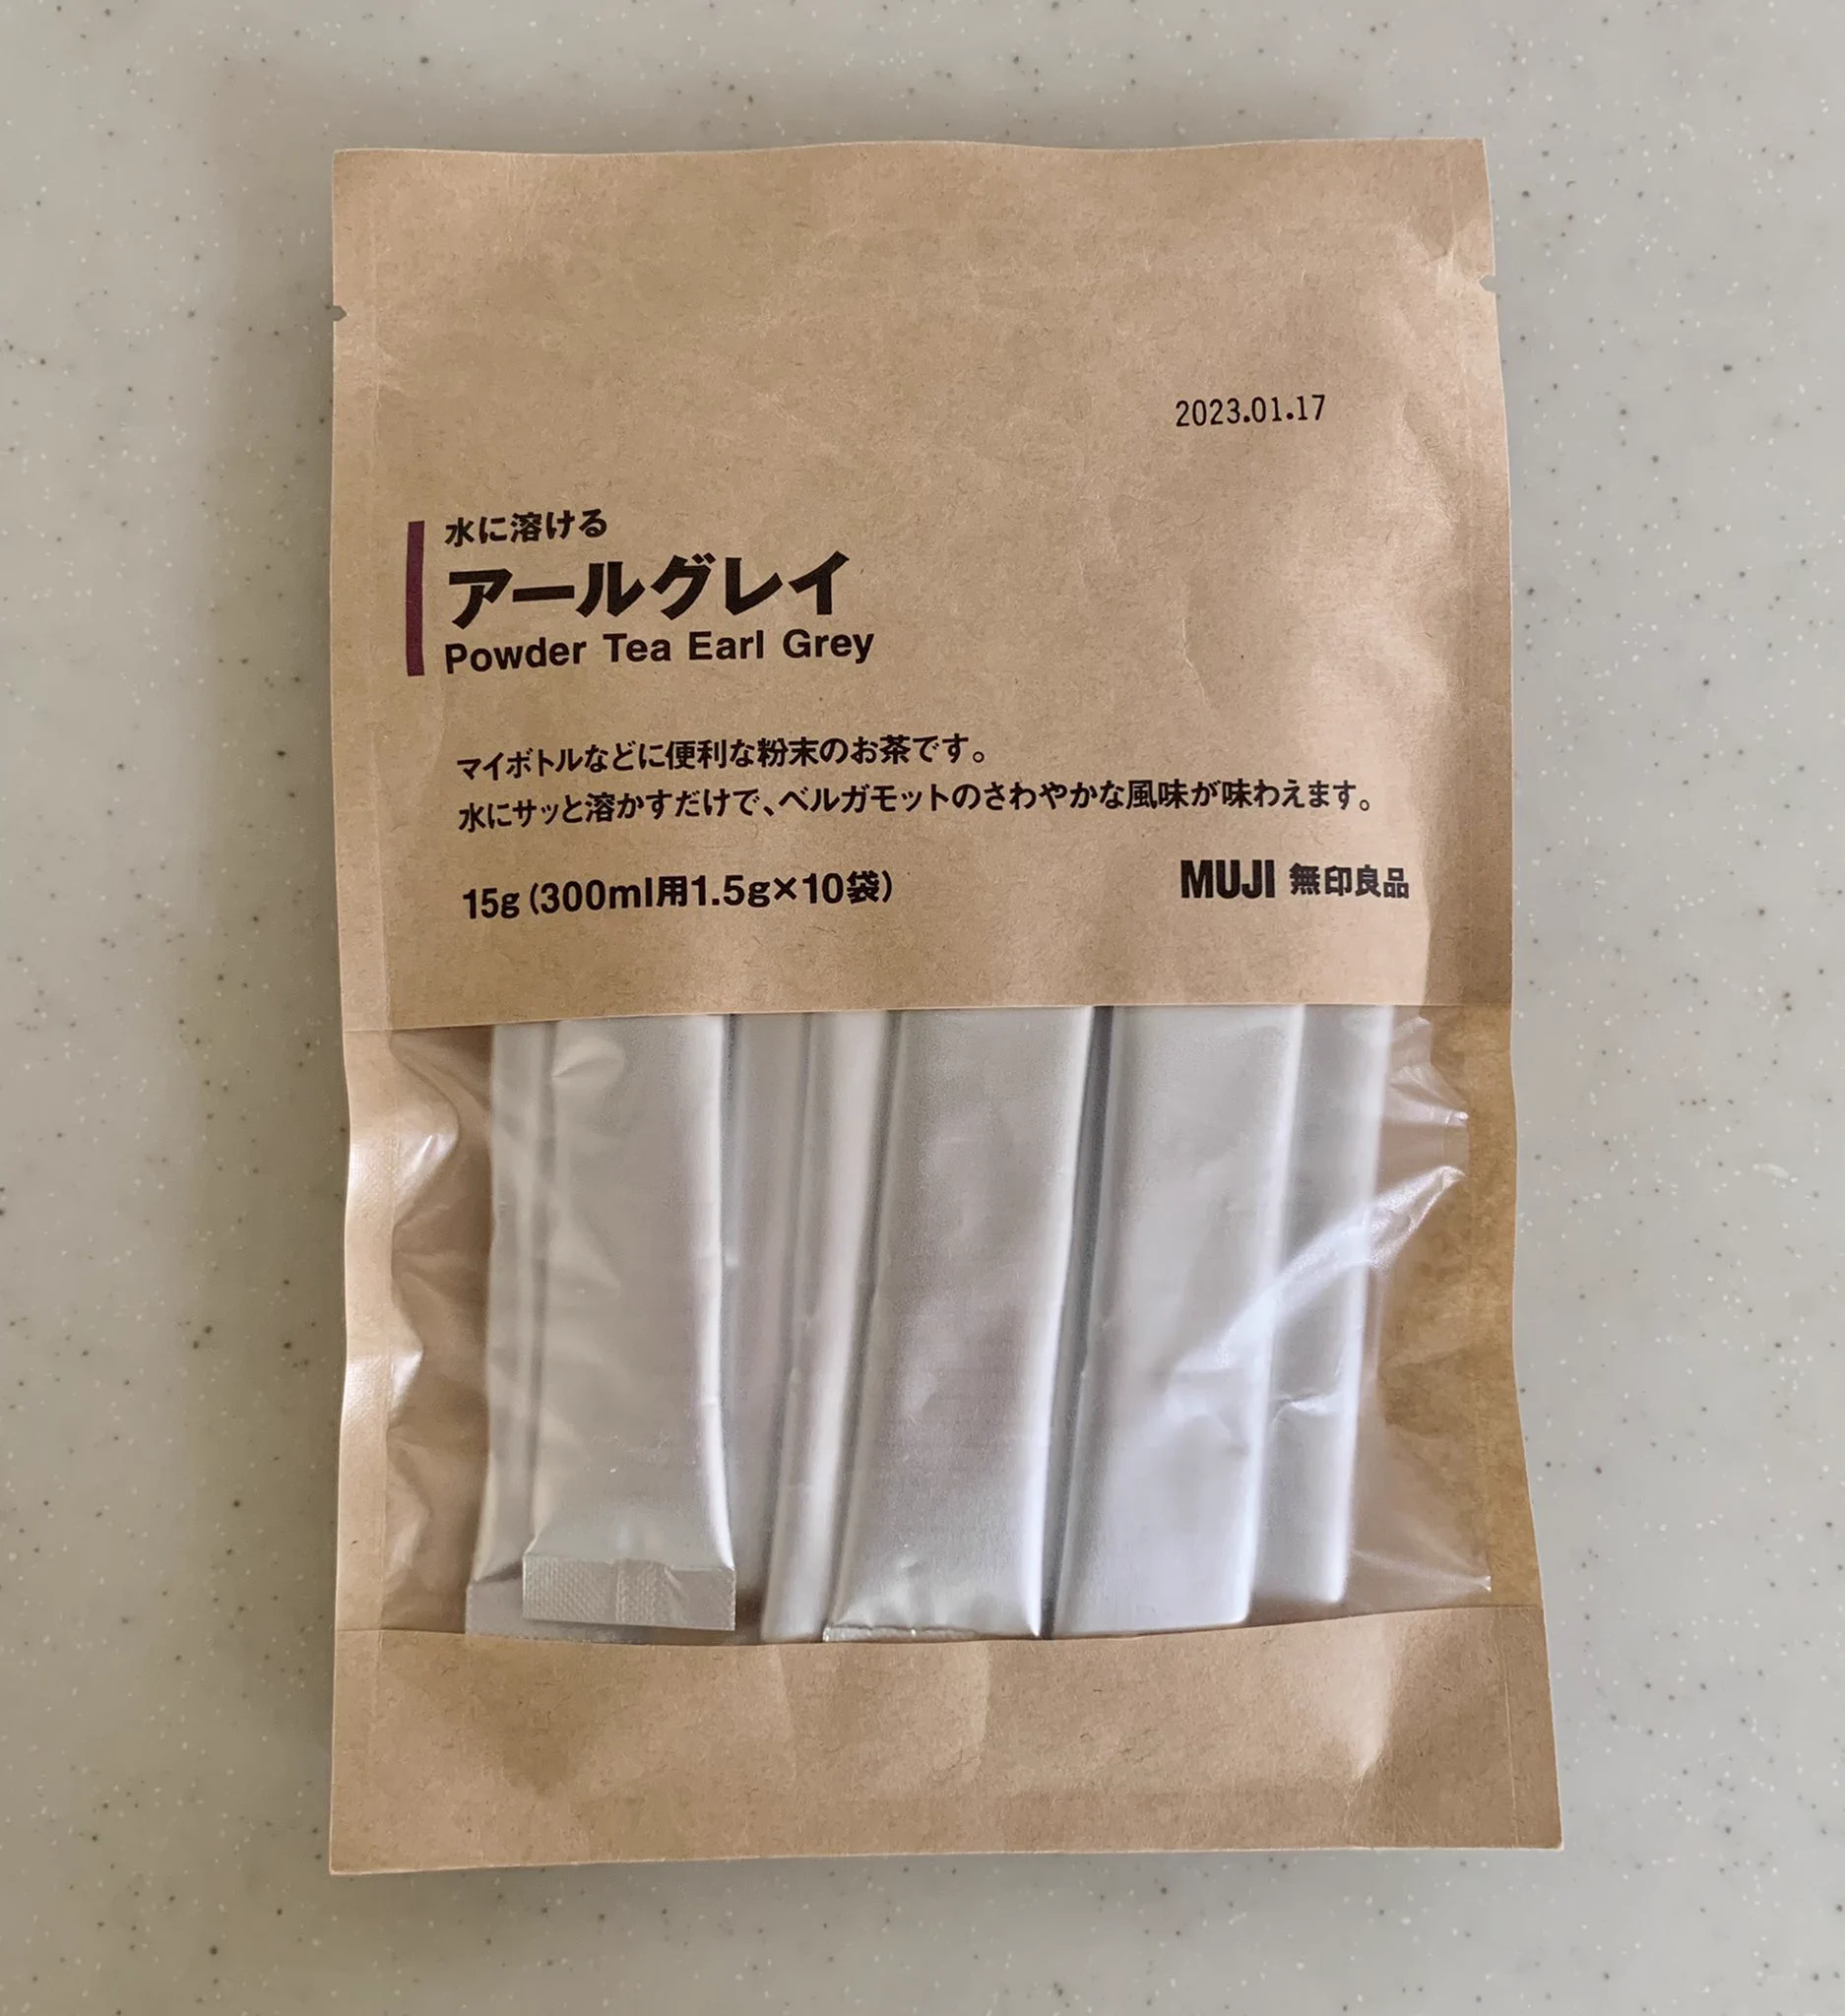 2023.01.17
水に溶ける
アールグレイ
Powder Tea Earl Grey
マイボトルなどに便利な粉末のお茶です。
水にサッと溶かすだけで、ベルガモットのさわやかな風味が味わえます。
15g（300ml用1.5g×10袋）
MUJI 無印良品